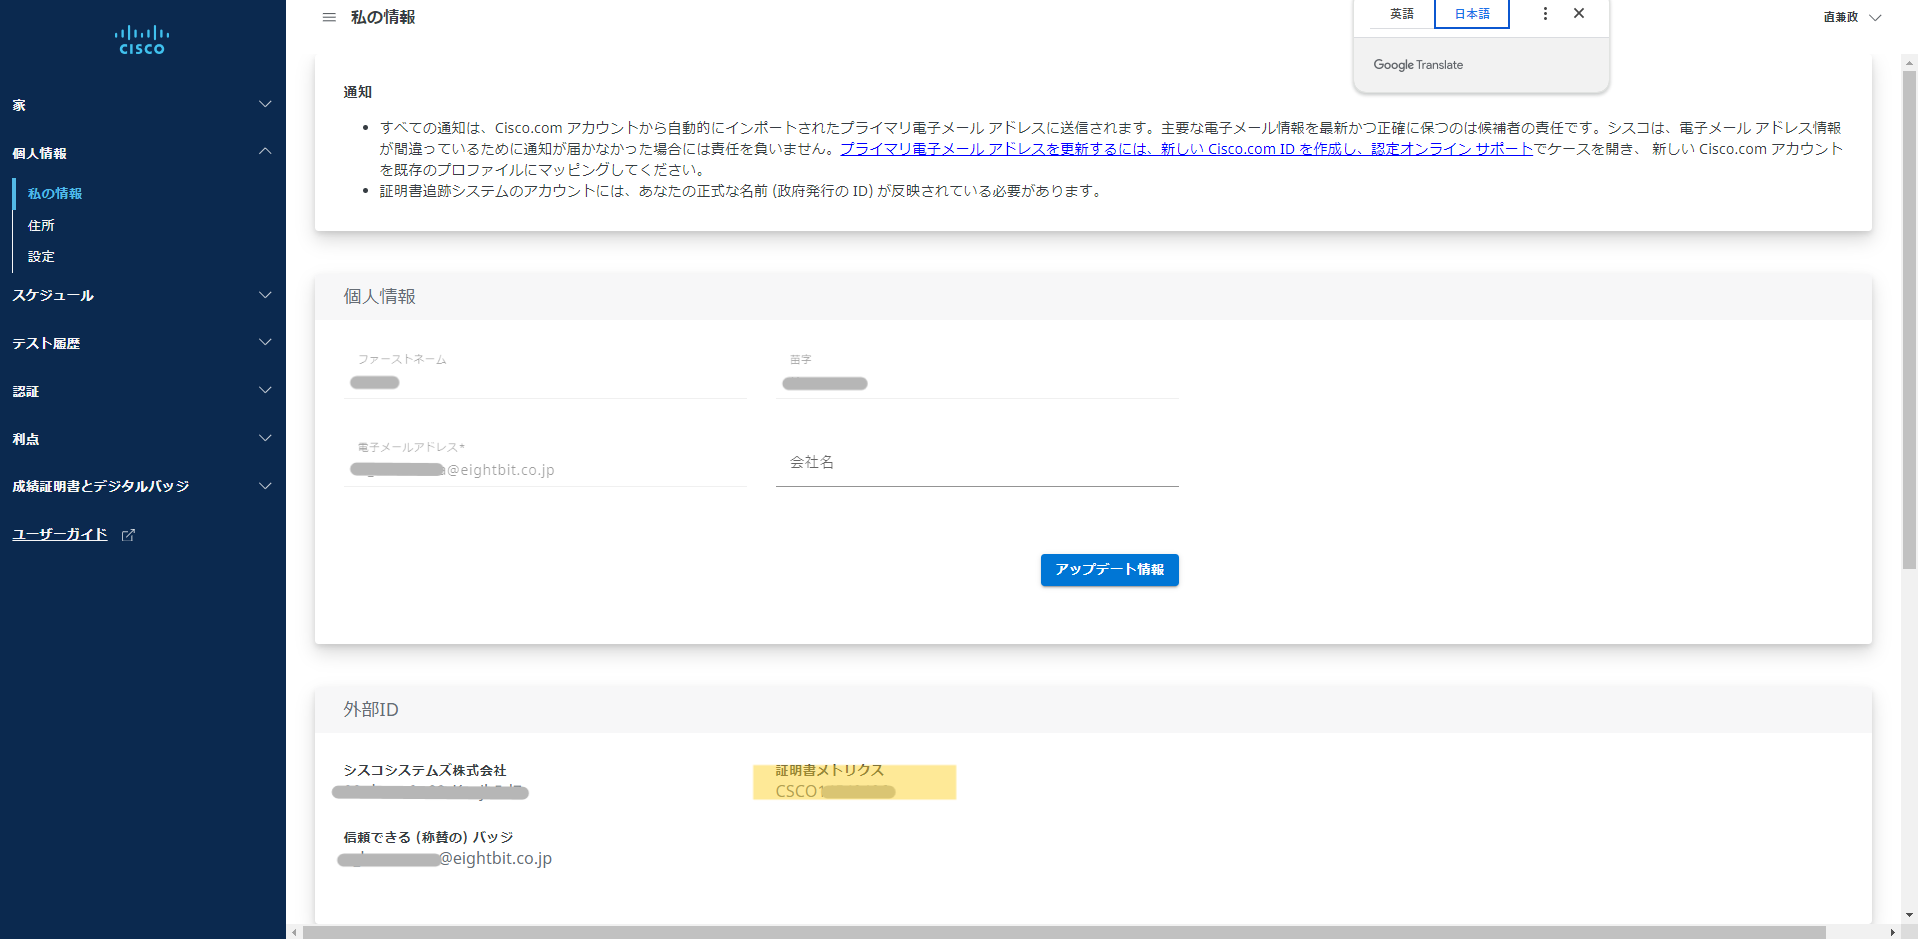 CISCO
家
個人情報
私の情報
住所
設定
スケジュール
テスト履歴
認証
利点
成績証明書とデジタルバッジ
ユーザーガイド
私の情報
英語
日本語
Google Translate
直兼政
通知
すべての通知は、Cisco.com アカウントから自動的にインポートされたプライマリ電子メール アドレスに送信されます。主要な電子メール情報を最新かつ正確に保つのは候補者の責任です。シスコは、電子メール アドレス情報
が間違っているために通知が届かなかった場合には責任を負いません。プライマリ電子メール アドレスを更新するには、新しい Cisco.com ID を作成し、認定オンライン サポートでケースを開き、 新しい Cisco.com アカウント
を既存のプロファイルにマッピングしてください。
証明書追跡システムのアカウントには、あなたの正式な名前 (政府発行の ID) が反映されている必要があります。
個人情報
ファーストネーム
苗字
電子メールアドレス*
@eightbit.co.jp
会社名
アップデート情報
外部ID
シスコシステムズ株式会社
証明書メトリクス
CSCO
信頼できる (称賛の) バッジ
@eightbit.co.jp